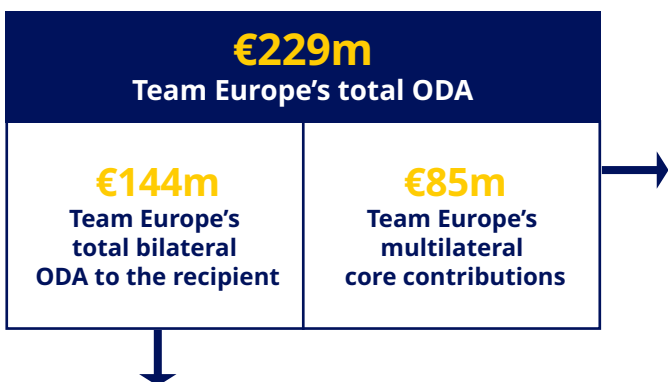 €229m
Team Europe’s total ODA
€144m
Team Europe’s
total bilateral
ODA to the recipient
€85m
Team Europe’s
multilateral
core contributions